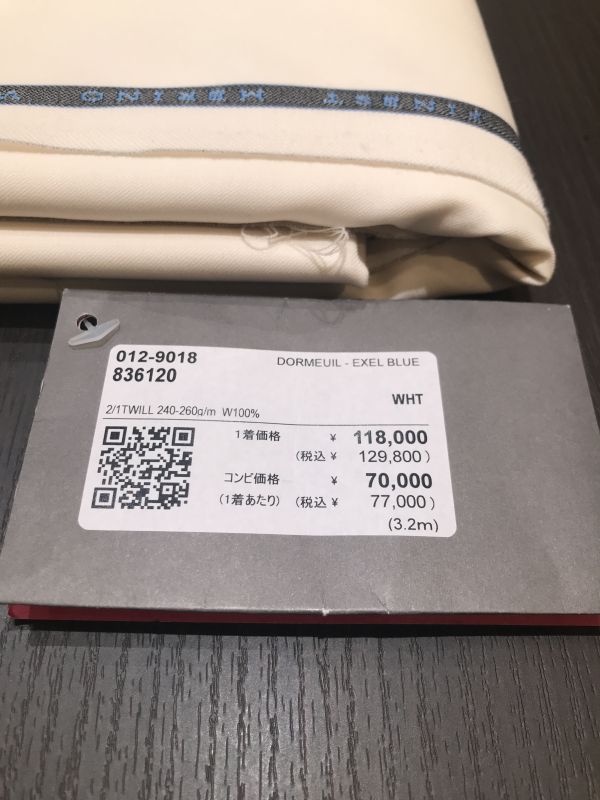 012-9018
DORMEUIL - EXEL BLUE
836120
WHT
2/1TWILL 240-260g/m W100%
1着価格 ¥ 118,000
(税込 ¥ 129,800)
コンビ価格 ¥ 70,000
(1着あたり) (税込 ¥ 77,000)
(3.2m)